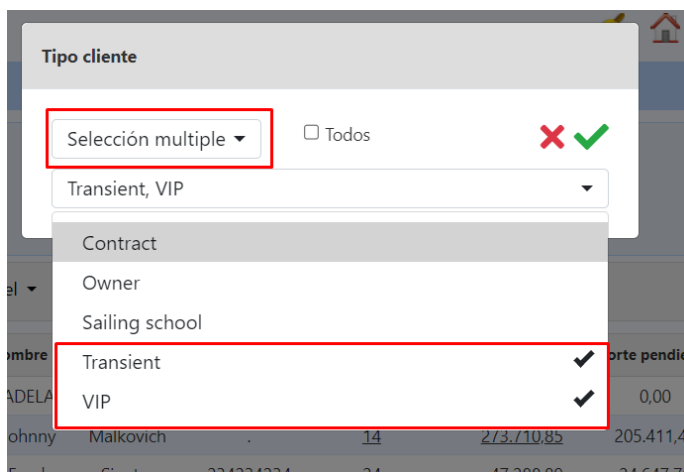 Tipo cliente
Selección multiple
Todos
Transient, VIP
Contract
Owner
Sailing school
Transient
VIP
0,00
Malkovich . 14 273.710,85 205.411,4